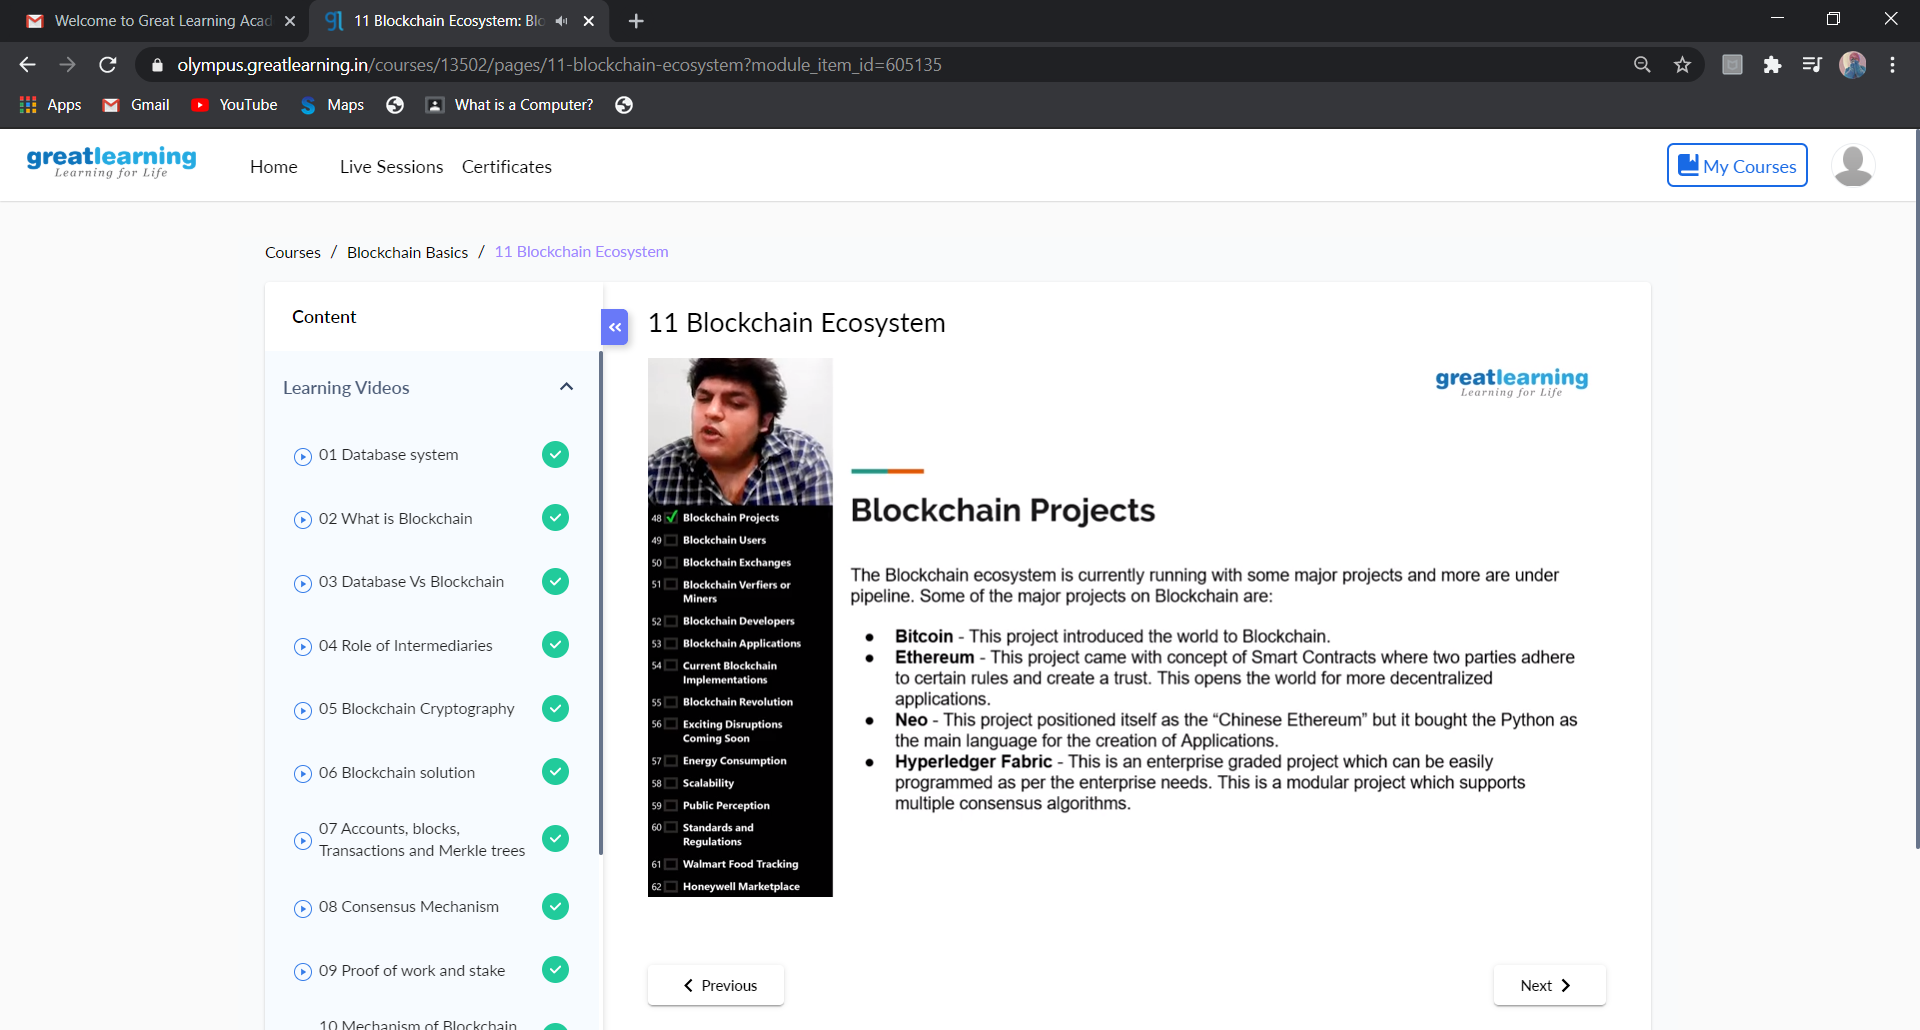 Welcome to Great Learning Acad
11 Blockchain Ecosystem: Blo
olympus.greatlearning.in/courses/13502/pages/11-blockchain-ecosystem?module_item_id=605135
Apps
Gmail
YouTube
Maps
What is a Computer?
greatlearning
Learning for Life
Home
Live Sessions
Certificates
My Courses
Courses / Blockchain Basics / 11 Blockchain Ecosystem
Content
Learning Videos
01 Database system
02 What is Blockchain
03 Database Vs Blockchain
04 Role of Intermediaries
05 Blockchain Cryptography
06 Blockchain solution
07 Accounts, blocks,
Transactions and Merkle trees
08 Consensus Mechanism
09 Proof of work and stake
10 Mechanism of Blockchain
11 Blockchain Ecosystem
48 Blockchain Projects
49 Blockchain Users
50 Blockchain Exchanges
51 Blockchain Verfiers or
Miners
52 Blockchain Developers
53 Blockchain Applications
54 Current Blockchain
Implementations
55 Blockchain Revolution
56 Exciting Disruptions
Coming Soon
57 Energy Consumption
58 Scalability
59 Public Perception
60 Standards and
Regulations
61 Walmart Food Tracking
62 Honeywell Marketplace
greatlearning
Learning for Life
Blockchain Projects
The Blockchain ecosystem is currently running with some major projects and more are under
pipeline. Some of the major projects on Blockchain are:
● Bitcoin - This project introduced the world to Blockchain.
● Ethereum - This project came with concept of Smart Contracts where two parties adhere
to certain rules and create a trust. This opens the world for more decentralized
applications.
● Neo - This project positioned itself as the “Chinese Ethereum” but it bought the Python as
the main language for the creation of Applications.
● Hyperledger Fabric - This is an enterprise graded project which can be easily
programmed as per the enterprise needs. This is a modular project which supports
multiple consensus algorithms.
Previous
Next